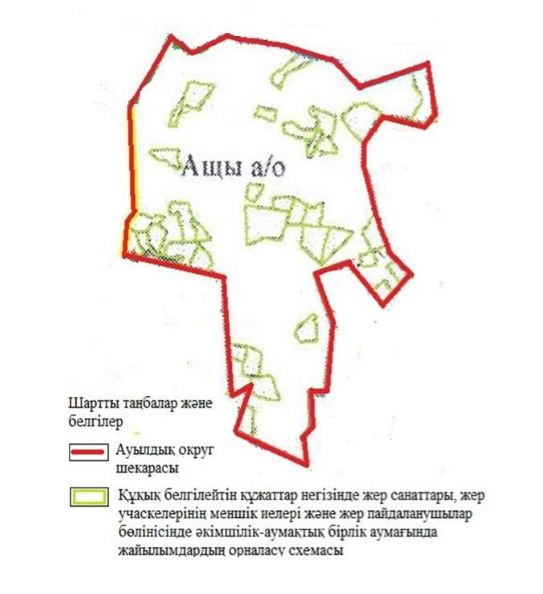 Ащы а/о
Шартты таңбалар және
белгілер
Ауылдық округ
шекарасы
Құқық белгілейтін құжаттар негізінде жер санаттары, жер
учаскелерінің меншік иелері және жер пайдаланушылар
бөлінісінде әкімшілік-аумақтық бірлік аумағында
жайылымдардың орналасу схемасы